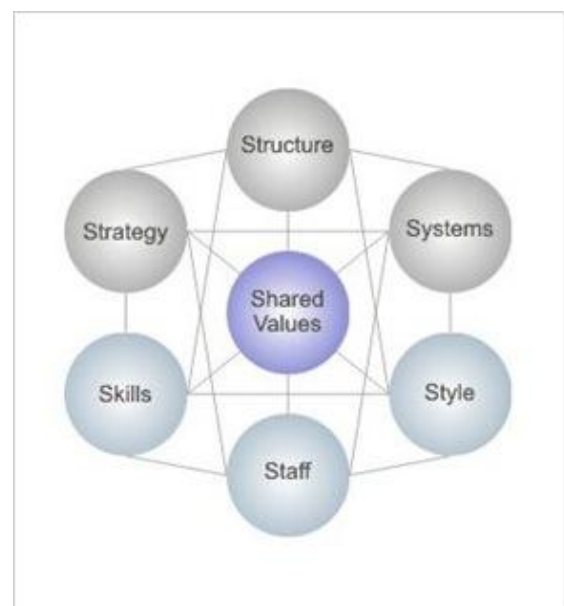 Structure
Strategy
Systems
Shared
Values
Skills
Style
Staff